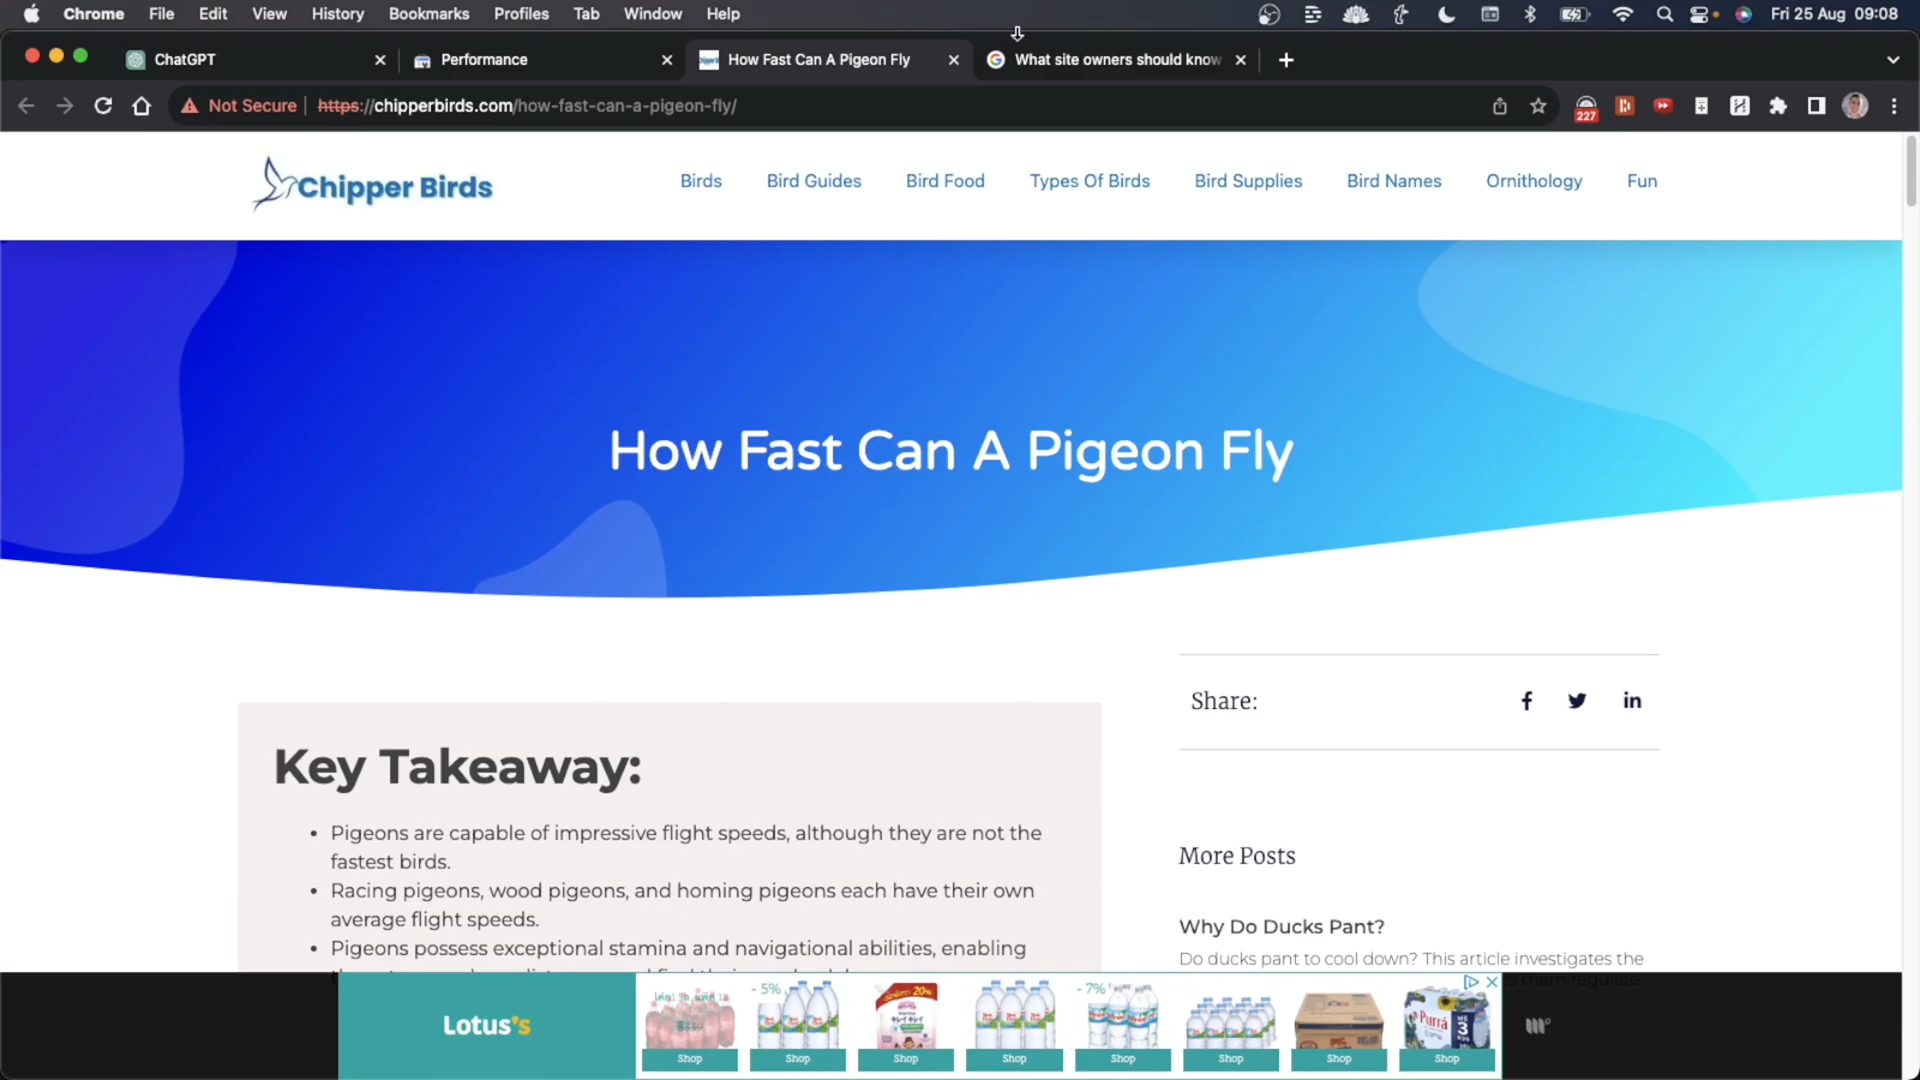 Chrome File Edit View History Bookmarks Profiles Tab Window Help Fri 25 Aug 09:08
ChatGPT Performance How Fast Can A Pigeon Fly What site owners should know
Not Secure https://chipperbirds.com/how-fast-can-a-pigeon-fly/ 227
Chipper Birds Birds Bird Guides Bird Food Types Of Birds Bird Supplies Bird Names Ornithology Fun
How Fast Can A Pigeon Fly
Key Takeaway:
• Pigeons are capable of impressive flight speeds, although they are not the
fastest birds.
• Racing pigeons, wood pigeons, and homing pigeons each have their own
average flight speeds.
• Pigeons possess exceptional stamina and navigational abilities, enabling
Share:
More Posts
Why Do Ducks Pant?
Do ducks pant to cool down? This article investigates the
Lotus's
- 5% 20% - 7% Purra
Shop Shop Shop Shop Shop Shop Shop Shop